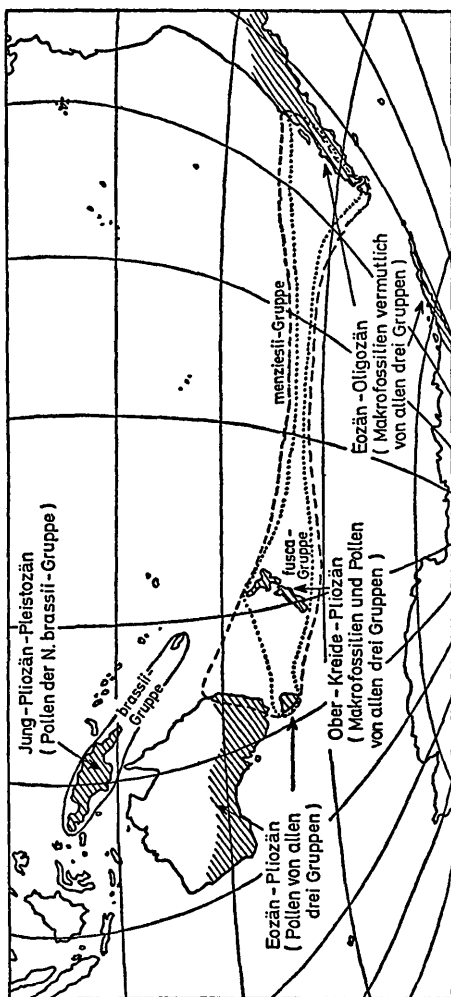 Jung-Pliozän-Pleistozän
( Pollen der N. brassii-Gruppe )
brassii-
Gruppe
menziesii-Gruppe
fusca-
Gruppe
Eozän-Pliozän
( Pollen von allen
drei Gruppen )
Ober-Kreide-Pliozän
( Makrofossilien und Pollen
von allen drei Gruppen )
Eozän-Oligozän
( Makrofossilien vermutlich
von allen drei Gruppen )